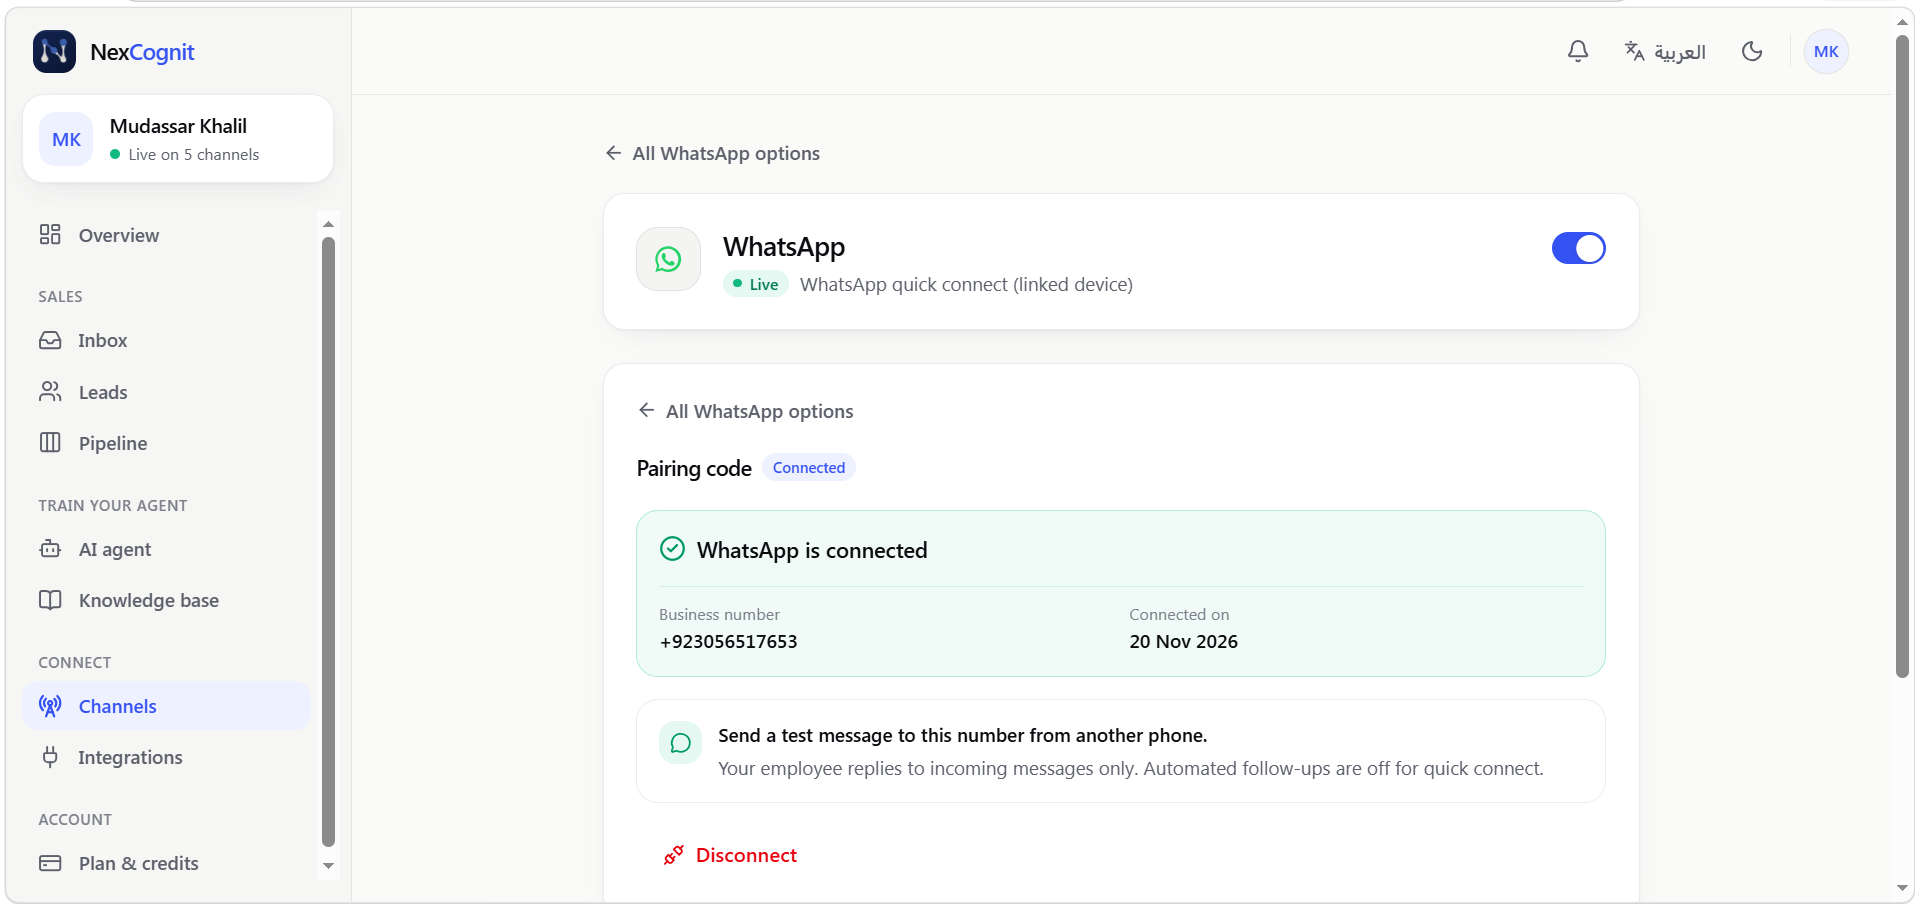 NexCognit
العربية
MK
MK
Mudassar Khalil
Live on 5 channels
Overview
SALES
Inbox
Leads
Pipeline
TRAIN YOUR AGENT
AI agent
Knowledge base
CONNECT
Channels
Integrations
ACCOUNT
Plan & credits
All WhatsApp options
WhatsApp
Live WhatsApp quick connect (linked device)
All WhatsApp options
Pairing code Connected
WhatsApp is connected
Business number
+923056517653
Connected on
20 Nov 2026
Send a test message to this number from another phone.
Your employee replies to incoming messages only. Automated follow-ups are off for quick connect.
Disconnect